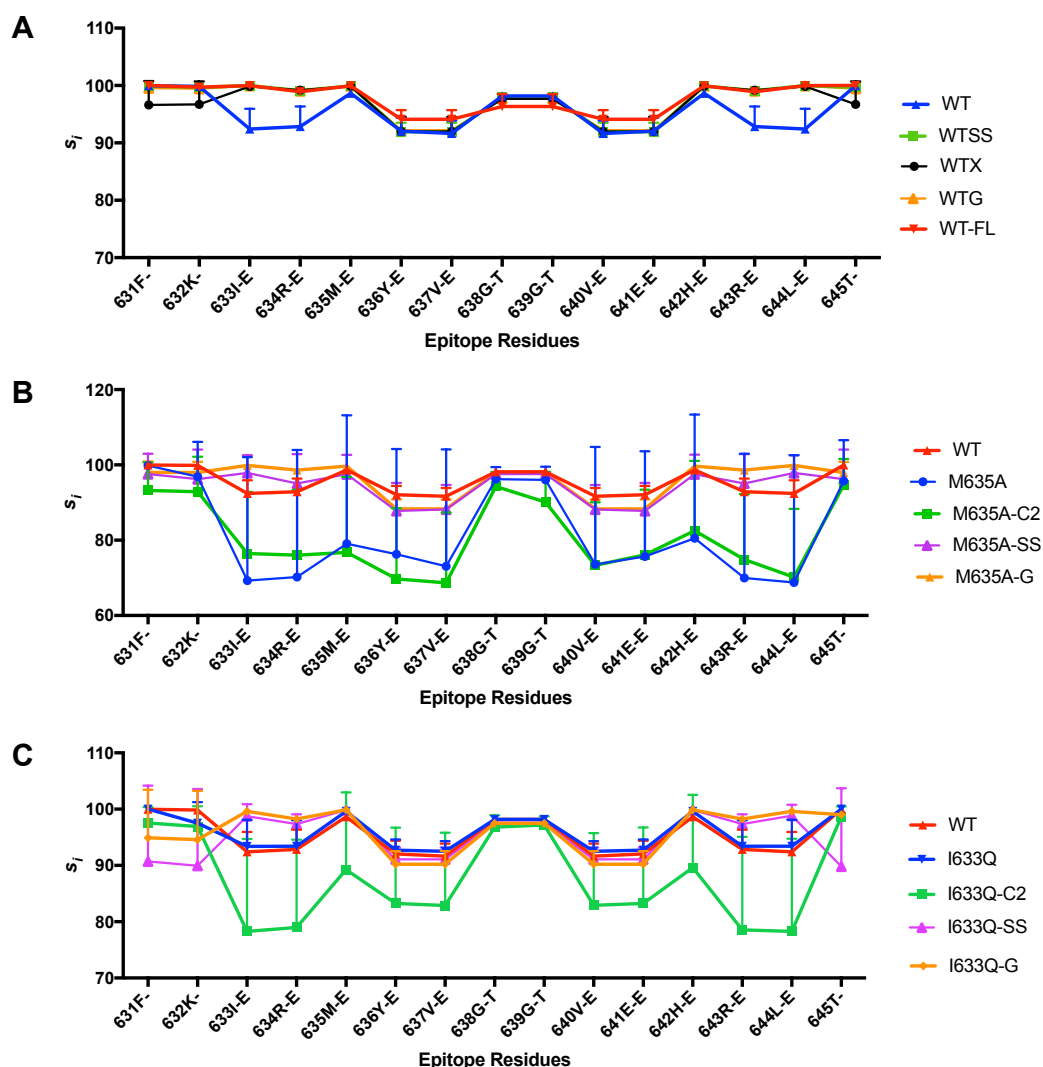 A
110
100
90
80
70
s_i
631F-
632K-
633I-E
634R-E
635M-E
636Y-E
637V-E
638G-T
639G-T
640V-E
641E-E
642H-E
643R-E
644L-E
645T-
Epitope Residues
WT
WTSS
WTX
WTG
WT-FL
B
120
100
80
60
s_i
631F-
632K-
633I-E
634R-E
635M-E
636Y-E
637V-E
638G-T
639G-T
640V-E
641E-E
642H-E
643R-E
644L-E
645T-
Epitope Residues
WT
M635A
M635A-C2
M635A-SS
M635A-G
C
110
100
90
80
70
s_i
631F-
632K-
633I-E
634R-E
635M-E
636Y-E
637V-E
638G-T
639G-T
640V-E
641E-E
642H-E
643R-E
644L-E
645T-
Epitope Residues
WT
I633Q
I633Q-C2
I633Q-SS
I633Q-G